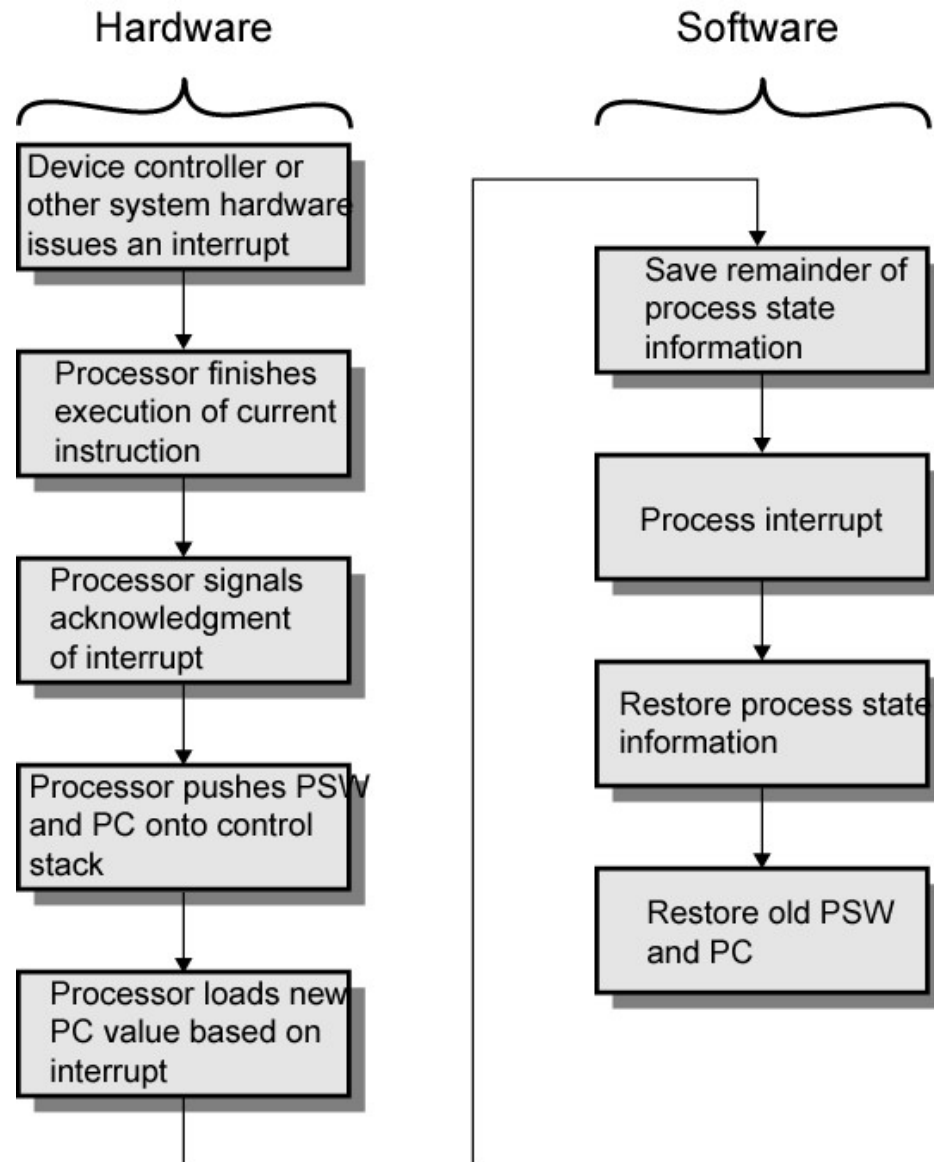 Hardware
Device controller or
other system hardware
issues an interrupt
Processor finishes
execution of current
instruction
Processor signals
acknowledgment
of interrupt
Processor pushes PSW
and PC onto control
stack
Processor loads new
PC value based on
interrupt
Software
Save remainder of
process state
information
Process interrupt
Restore process state
information
Restore old PSW
and PC